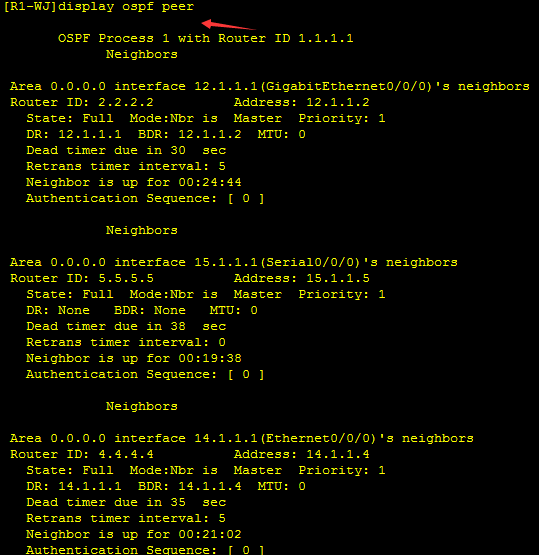 [R1-WJ]display ospf peer
OSPF Process 1 with Router ID 1.1.1.1
Neighbors
Area 0.0.0.0 interface 12.1.1.1(GigabitEthernet0/0/0)'s neighbors
Router ID: 2.2.2.2 Address: 12.1.1.2
State: Full Mode:Nbr is Master Priority: 1
DR: 12.1.1.1 BDR: 12.1.1.2 MTU: 0
Dead timer due in 30 sec
Retrans timer interval: 5
Neighbor is up for 00:24:44
Authentication Sequence: [ 0 ]
Neighbors
Area 0.0.0.0 interface 15.1.1.1(Serial0/0/0)'s neighbors
Router ID: 5.5.5.5 Address: 15.1.1.5
State: Full Mode:Nbr is Master Priority: 1
DR: None BDR: None MTU: 0
Dead timer due in 38 sec
Retrans timer interval: 0
Neighbor is up for 00:19:38
Authentication Sequence: [ 0 ]
Neighbors
Area 0.0.0.0 interface 14.1.1.1(Ethernet0/0/0)'s neighbors
Router ID: 4.4.4.4 Address: 14.1.1.4
State: Full Mode:Nbr is Master Priority: 1
DR: 14.1.1.1 BDR: 14.1.1.4 MTU: 0
Dead timer due in 35 sec
Retrans timer interval: 5
Neighbor is up for 00:21:02
Authentication Sequence: [ 0 ]